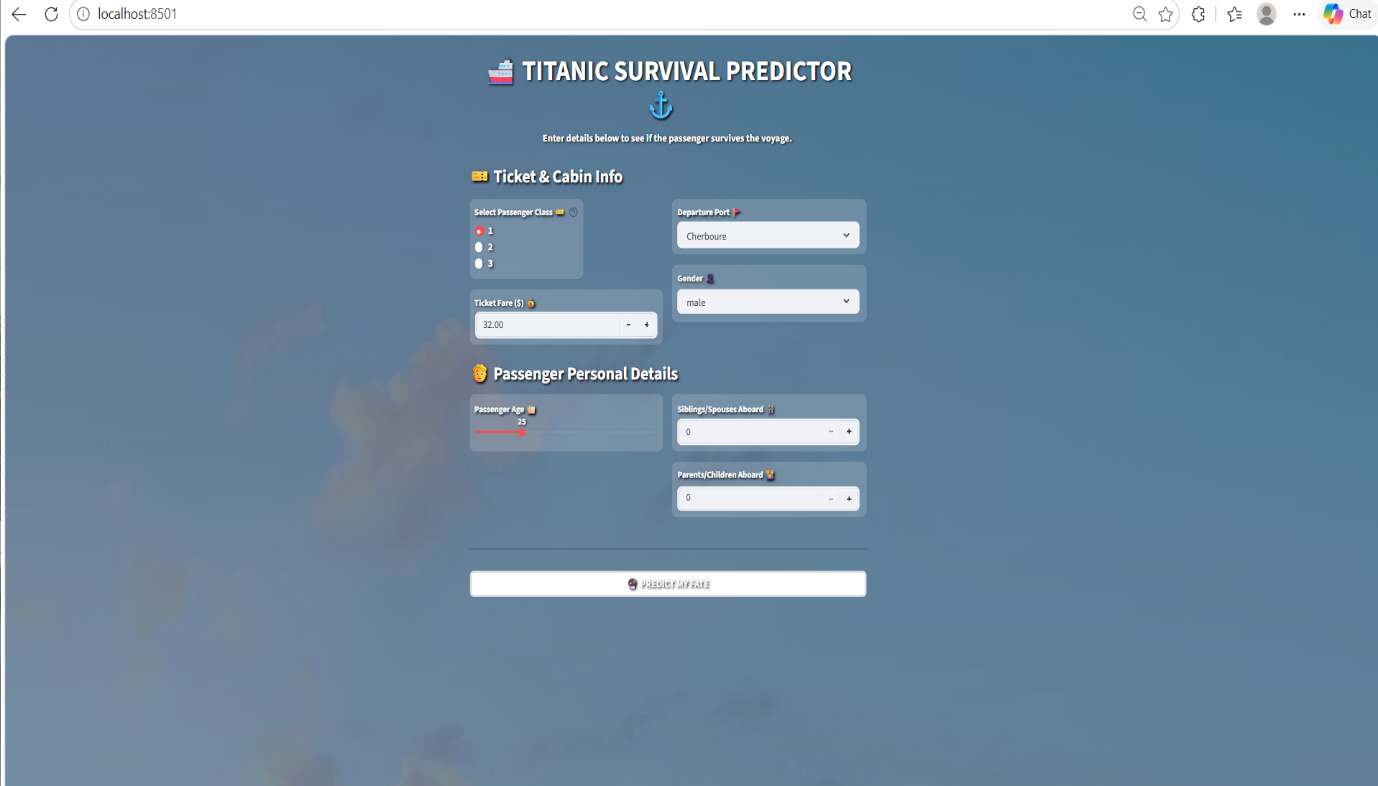 localhost:8501
Chat
TITANIC SURVIVAL PREDICTOR
Enter details below to see if the passenger survives the voyage.
Ticket & Cabin Info
Select Passenger Class
1
2
3
Departure Port
Cherboure
Gender
male
Ticket Fare ($)
32.00
- +
Passenger Personal Details
Passenger Age
25
Siblings/Spouses Aboard
0
- +
Parents/Children Aboard
0
- +
PREDICT MY FATE